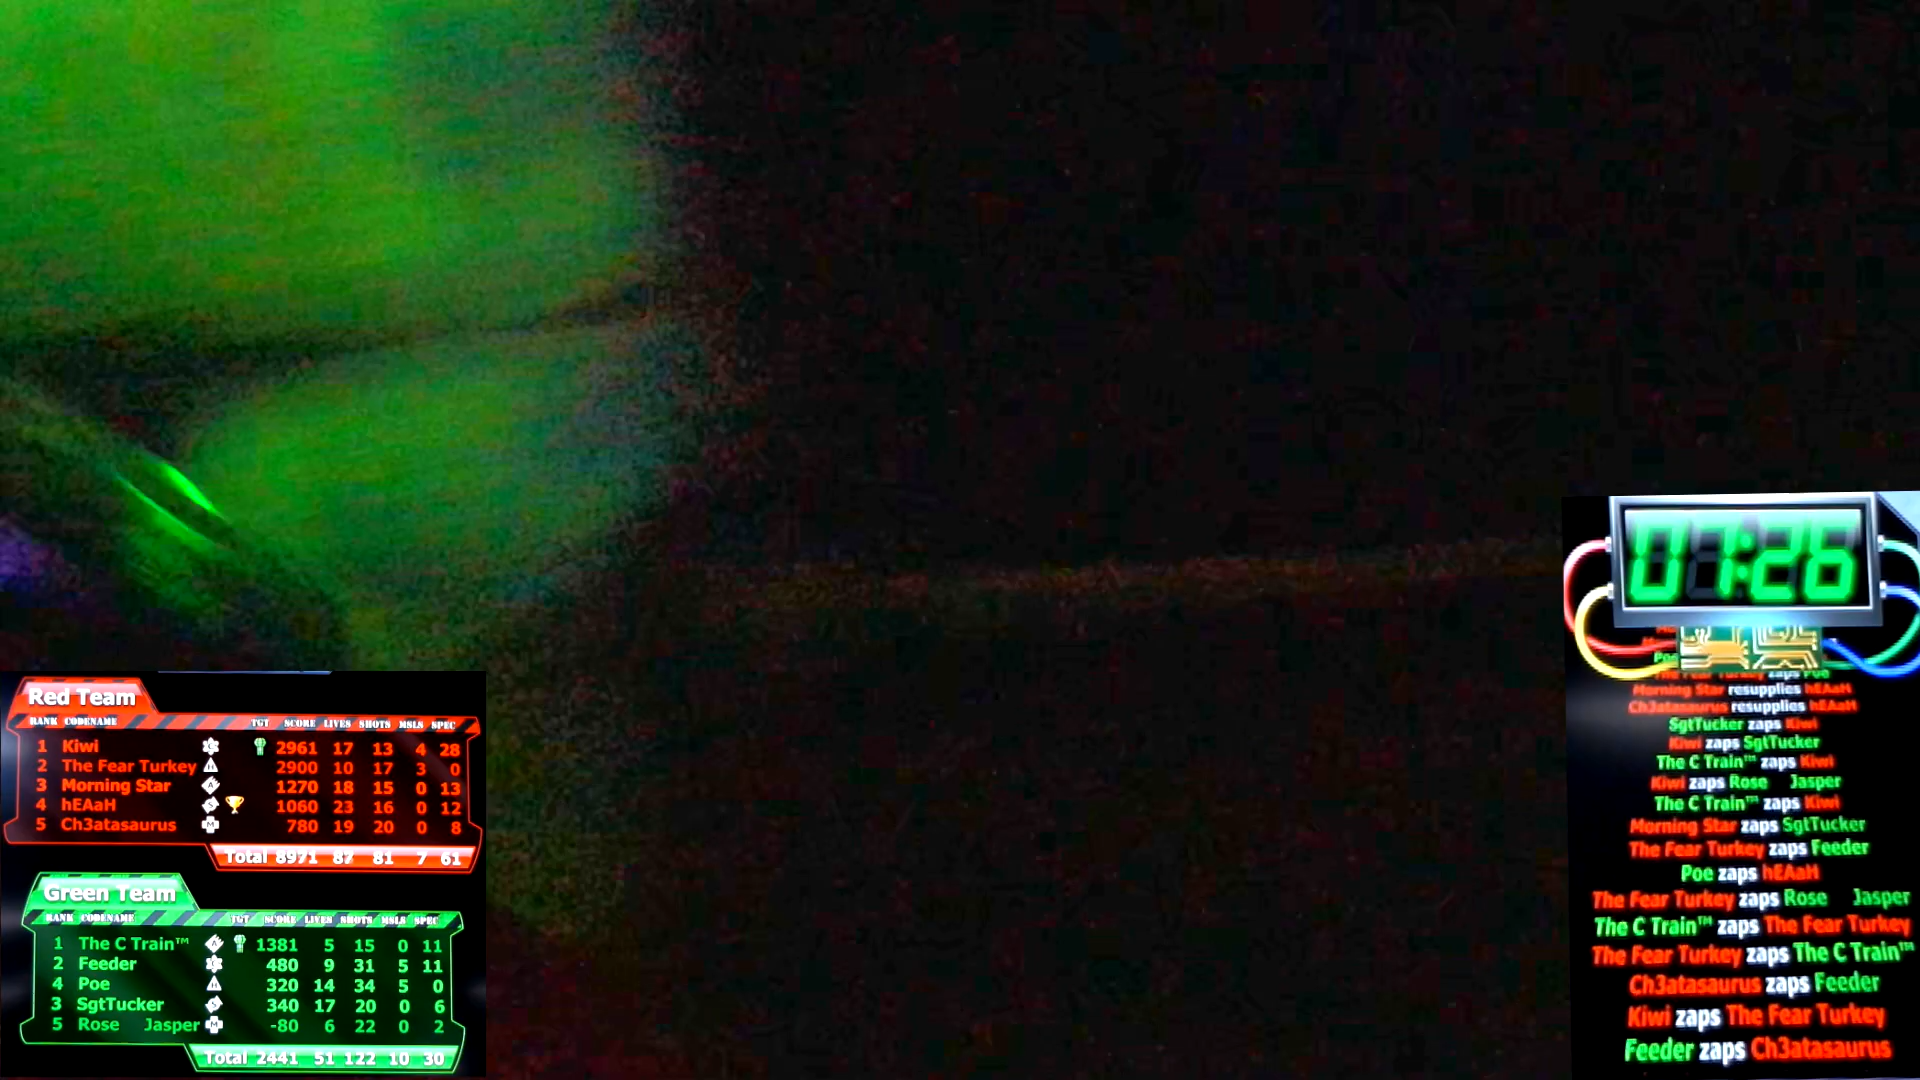 Red Team
RANK CODENAME TGT SCORE LIVES SHOTS MSLS SPEC
1 Kiwi 2961 17 13 4 28
2 The Fear Turkey 2900 10 17 3 0
3 Morning Star 1270 18 15 0 13
4 hEAaH 1060 23 16 0 12
5 Ch3atasaurus 780 19 20 0 8
Total 8971 87 81 7 61
Green Team
RANK CODENAME TGT SCORE LIVES SHOTS MSLS SPEC
1 The C Train™ 1381 5 15 0 11
2 Feeder 480 9 31 5 11
4 Poe 320 14 34 5 0
3 SgtTucker 340 17 20 0 6
5 Rose Jasper -80 6 22 0 2
Total 2441 51 122 10 30
07:26
The Fear Turkey zaps Poe
Morning Star resupplies hEAaH
Ch3atasaurus resupplies hEAaH
SgtTucker zaps Kiwi
Kiwi zaps SgtTucker
The C Train™ zaps Kiwi
Kiwi zaps Rose Jasper
The C Train™ zaps Kiwi
Morning Star zaps SgtTucker
The Fear Turkey zaps Feeder
Poe zaps hEAaH
The Fear Turkey zaps Rose Jasper
The C Train™ zaps The Fear Turkey
The Fear Turkey zaps The C Train™
Ch3atasaurus zaps Feeder
Kiwi zaps The Fear Turkey
Feeder zaps Ch3atasaurus